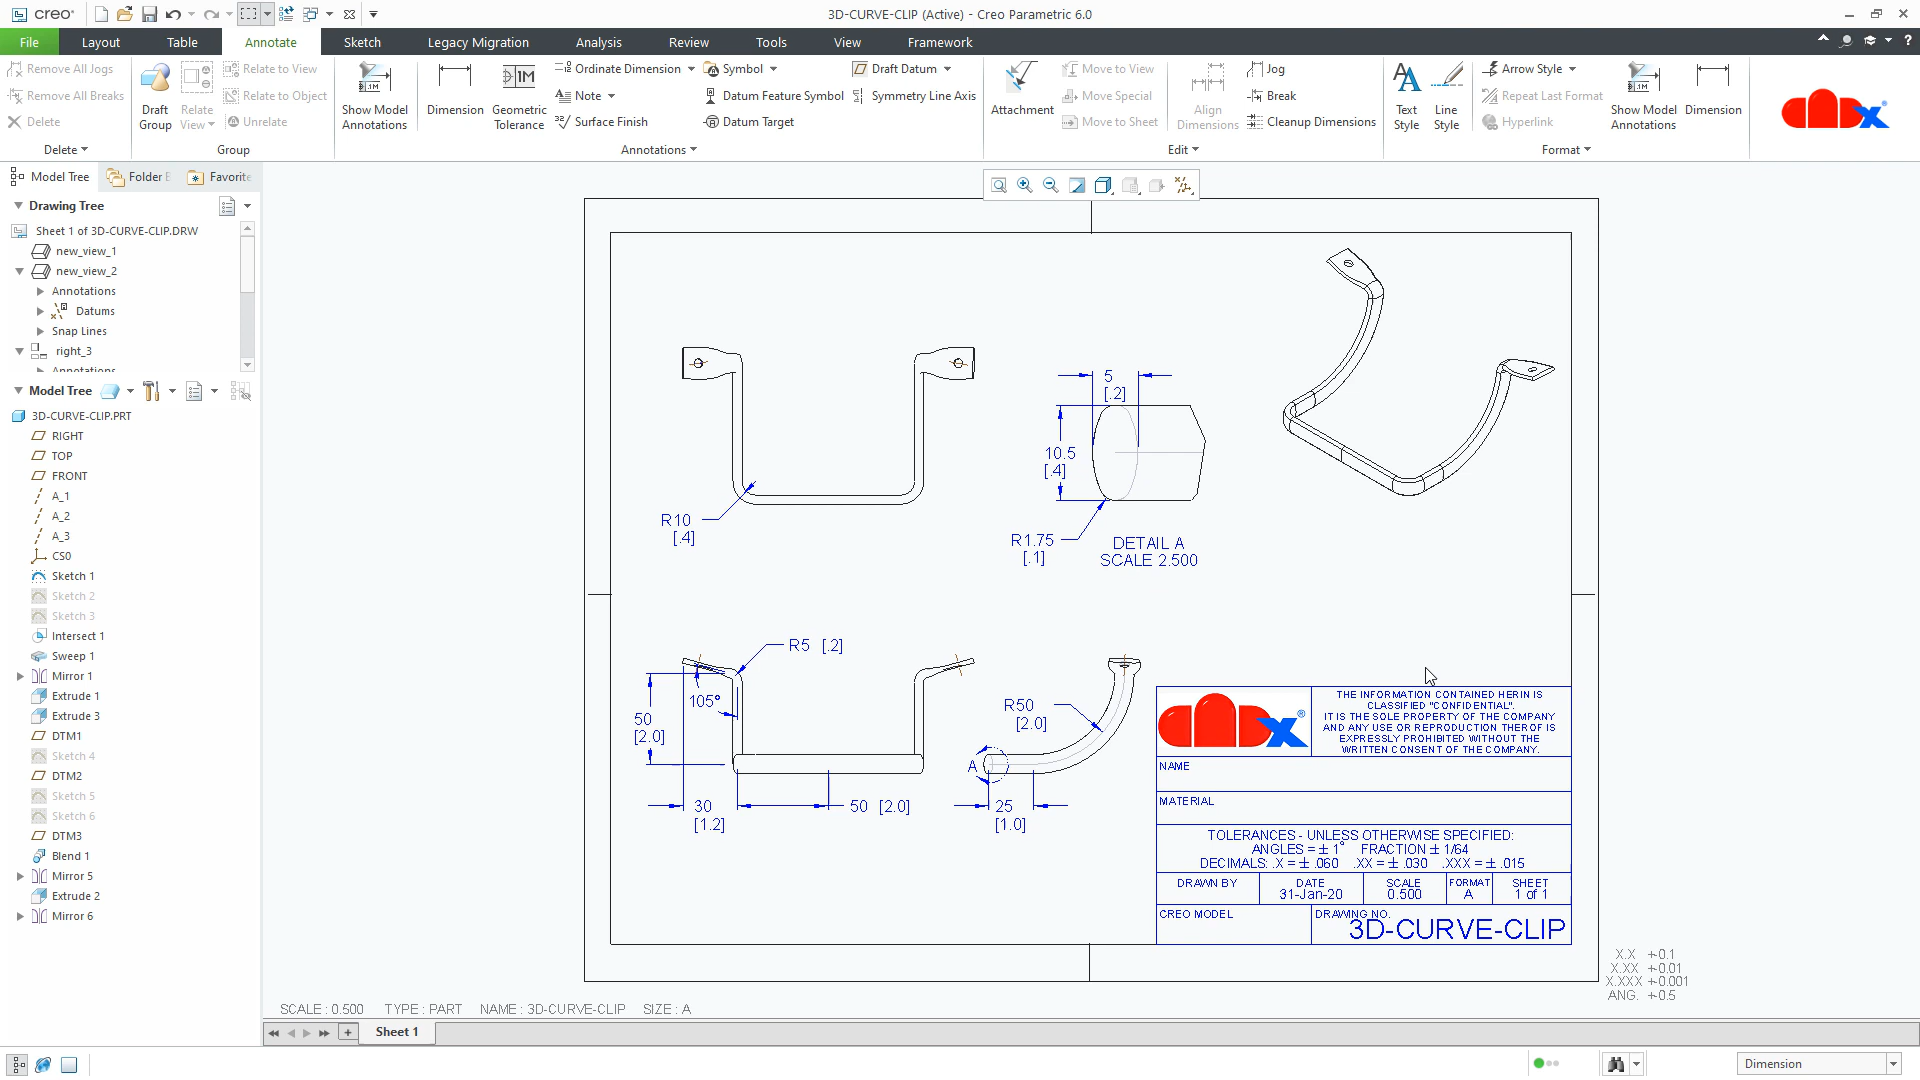 creo
3D-CURVE-CLIP (Active) - Creo Parametric 6.0
File
Layout
Table
Annotate
Sketch
Legacy Migration
Analysis
Review
Tools
View
Framework
Remove All Jogs
Remove All Breaks
Delete
Delete
Draft Group
Relate View
Relate to View
Relate to Object
Unrelate
Group
Show Model Annotations
Dimension
Geometric Tolerance
Ordinate Dimension
Note
Surface Finish
Symbol
Datum Feature Symbol
Datum Target
Draft Datum
Symmetry Line Axis
Annotations
Attachment
Move to View
Move Special
Move to Sheet
Align Dimensions
Jog
Break
Cleanup Dimensions
Edit
Text Style
Line Style
Arrow Style
Repeat Last Format
Hyperlink
Show Model Annotations
Dimension
Format
Model Tree
Folder
Favorite
Drawing Tree
Sheet 1 of 3D-CURVE-CLIP.DRW
new_view_1
new_view_2
Annotations
Datums
Snap Lines
right_3
Annotations
Model Tree
3D-CURVE-CLIP.PRT
RIGHT
TOP
FRONT
A_1
A_2
A_3
CS0
Sketch 1
Sketch 2
Sketch 3
Intersect 1
Sweep 1
Mirror 1
Extrude 1
Extrude 3
DTM1
Sketch 4
DTM2
Sketch 5
Sketch 6
DTM3
Blend 1
Mirror 5
Extrude 2
Mirror 6
R10
[.4]
5
[.2]
10.5
[.4]
R1.75
[.1]
DETAIL A
SCALE 2.500
R5 [.2]
105°
50
[2.0]
30
[1.2]
50 [2.0]
R50
[2.0]
A
25
[1.0]
THE INFORMATION CONTAINED HEREIN IS
CLASSIFIED "CONFIDENTIAL".
IT IS THE SOLE PROPERTY OF THE COMPANY
AND ANY USE OR REPRODUCTION THEROF IS
EXPRESSLY PROHIBITED WITHOUT THE
WRITTEN CONSENT OF THE COMPANY.
NAME
MATERIAL
TOLERANCES - UNLESS OTHERWISE SPECIFIED:
ANGLES = ± 1° FRACTION ± 1/64
DECIMALS: .X = ± .060 .XX = ± .030 .XXX = ± .015
DRAWN BY
DATE
31-Jan-20
SCALE
0.500
FORMAT
A
SHEET
1 of 1
CREO MODEL
DRAWING NO.
3D-CURVE-CLIP
X.X +-0.1
X.XX +-0.01
X.XXX +-0.001
ANG. +-0.5
SCALE : 0.500 TYPE : PART NAME : 3D-CURVE-CLIP SIZE : A
Sheet 1
Dimension